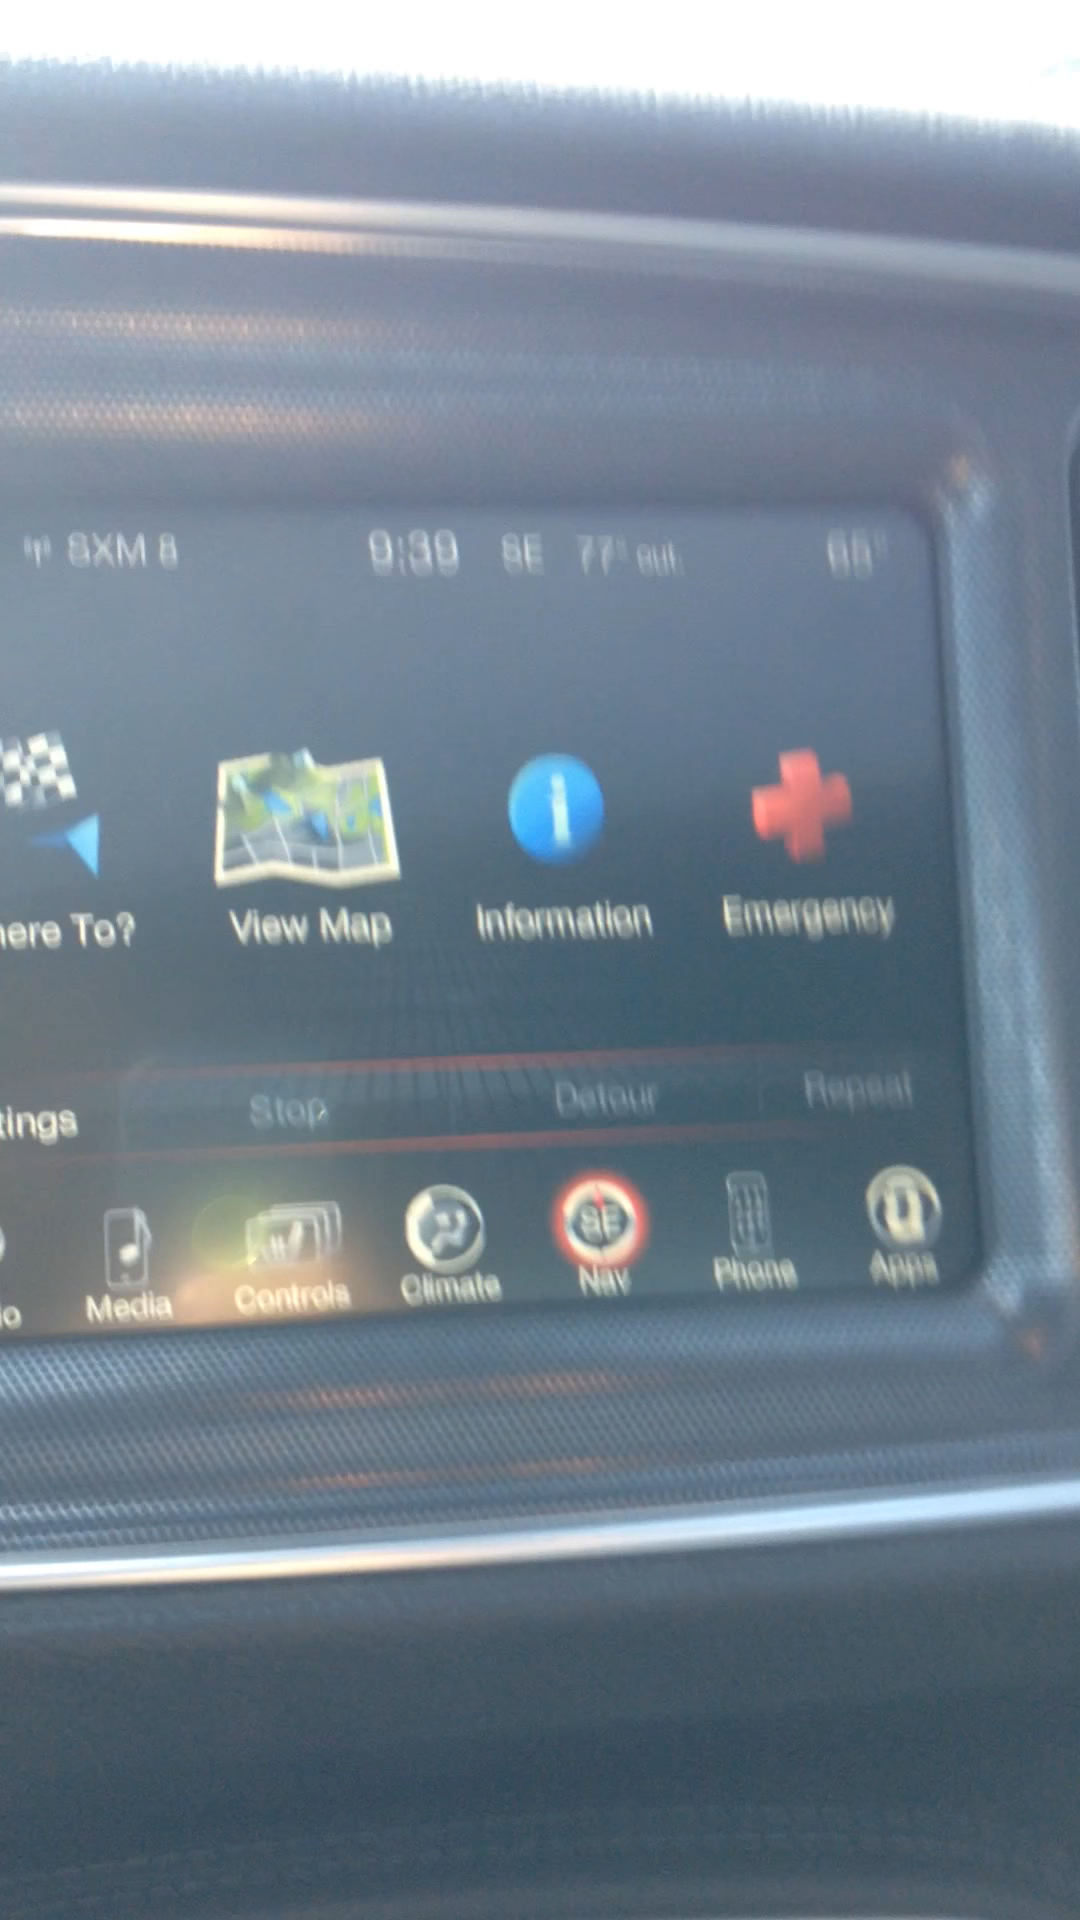 SXM 8 9:39 SE 77° out
here To? View Map Information Emergency
tings Stop Detour Repeat
SE
io Media Controls Climate Nav Phone Apps